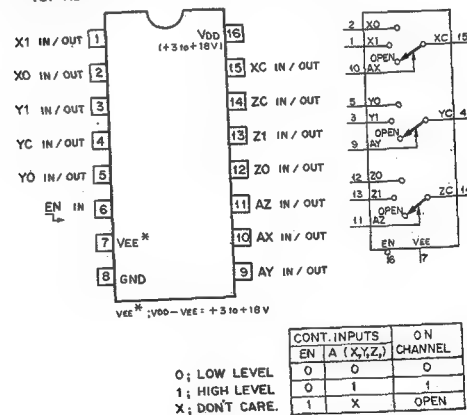 X1 IN/OUT 1
XO IN/OUT 2
Y1 IN/OUT 3
YC IN/OUT 4
YO IN/OUT 5
EN IN 6
7 VEE*
8 GND
VDD 16
(+3 to +18V)
15 XC IN/OUT
14 ZC IN/OUT
13 Z1 IN/OUT
12 ZO IN/OUT
11 AZ IN/OUT
10 AX IN/OUT
9 AY IN/OUT
VEE* ; VDD-VEE = +3 to +18V
2 XO
1 X1
OPEN
10 AX
XC 15
5 YO
3 Y1
OPEN
9 AY
YC 4
12 ZO
13 Z1
OPEN
11 AZ
ZC
EN VEE
6 7
CONT. INPUTS ON CHANNEL
EN A (X,Y,Z,)
0 0 0
0 1 1
1 X OPEN
0; LOW LEVEL
1; HIGH LEVEL
X; DON'T CARE.